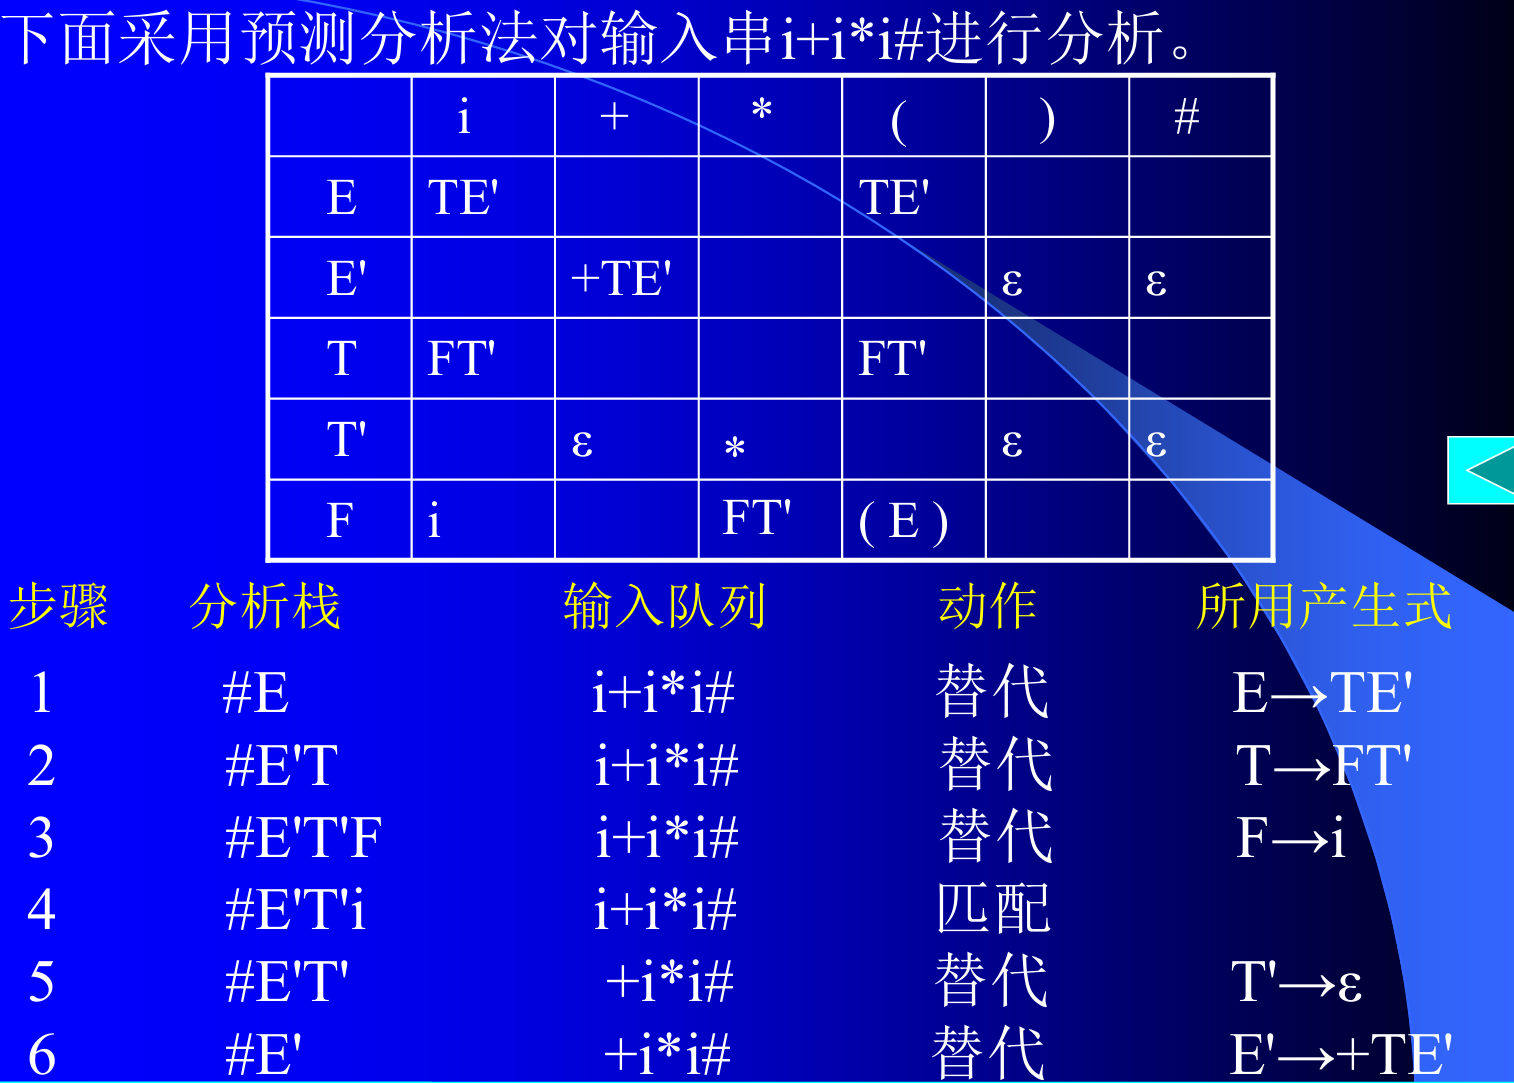 下面采用预测分析法对输入串i+i*i#进行分析。
i + * ( ) #
E TE' TE'
E' +TE' ε ε
T FT' FT'
T' ε * ε ε
F i FT' ( E )
步骤 分析栈 输入队列 动作 所用产生式
1 #E i+i*i# 替代 E→TE'
2 #E'T i+i*i# 替代 T→FT'
3 #E'T'F i+i*i# 替代 F→i
4 #E'T'i i+i*i# 匹配
5 #E'T' +i*i# 替代 T'→ε
6 #E' +i*i# 替代 E'→+TE'